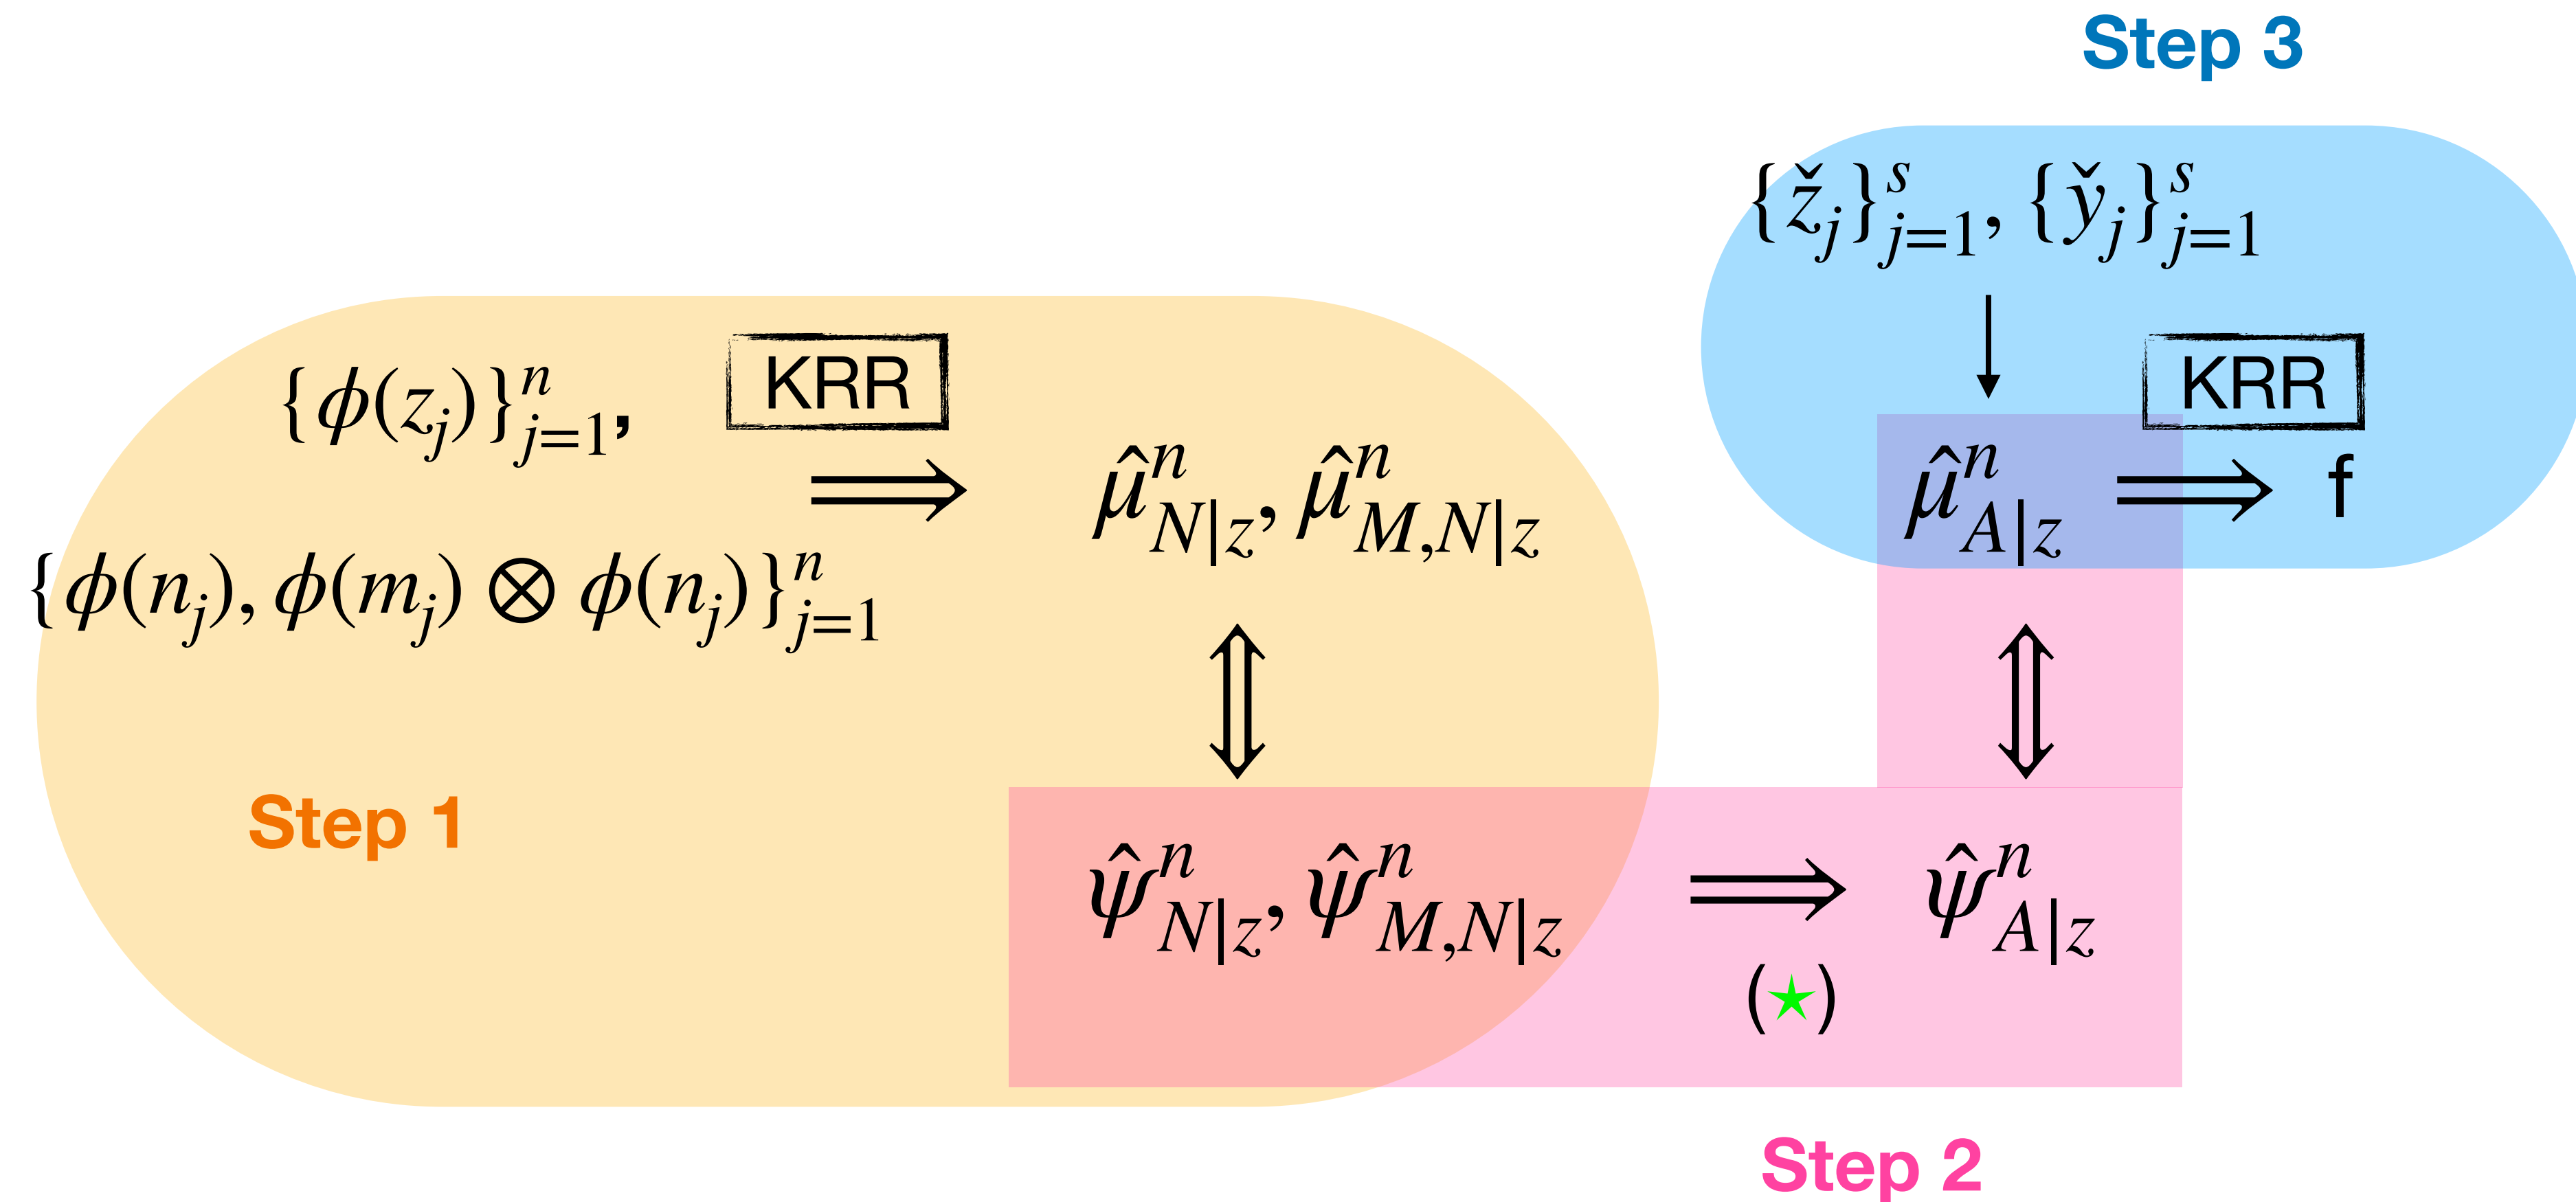 Step 3
{ž_j}^s_{j=1}, {y̌_j}^s_{j=1}
KRR
{ϕ(z_j)}^n_{j=1},
KRR
⟹ μ̂^n_{N|z}, μ̂^n_{M,N|z}
μ̂^n_{A|z} ⟹ f
{ϕ(n_j), ϕ(m_j) ⊗ ϕ(n_j)}^n_{j=1}
Step 1
ψ̂^n_{N|z}, ψ̂^n_{M,N|z} ⟹ ψ̂^n_{A|z}
(★)
Step 2